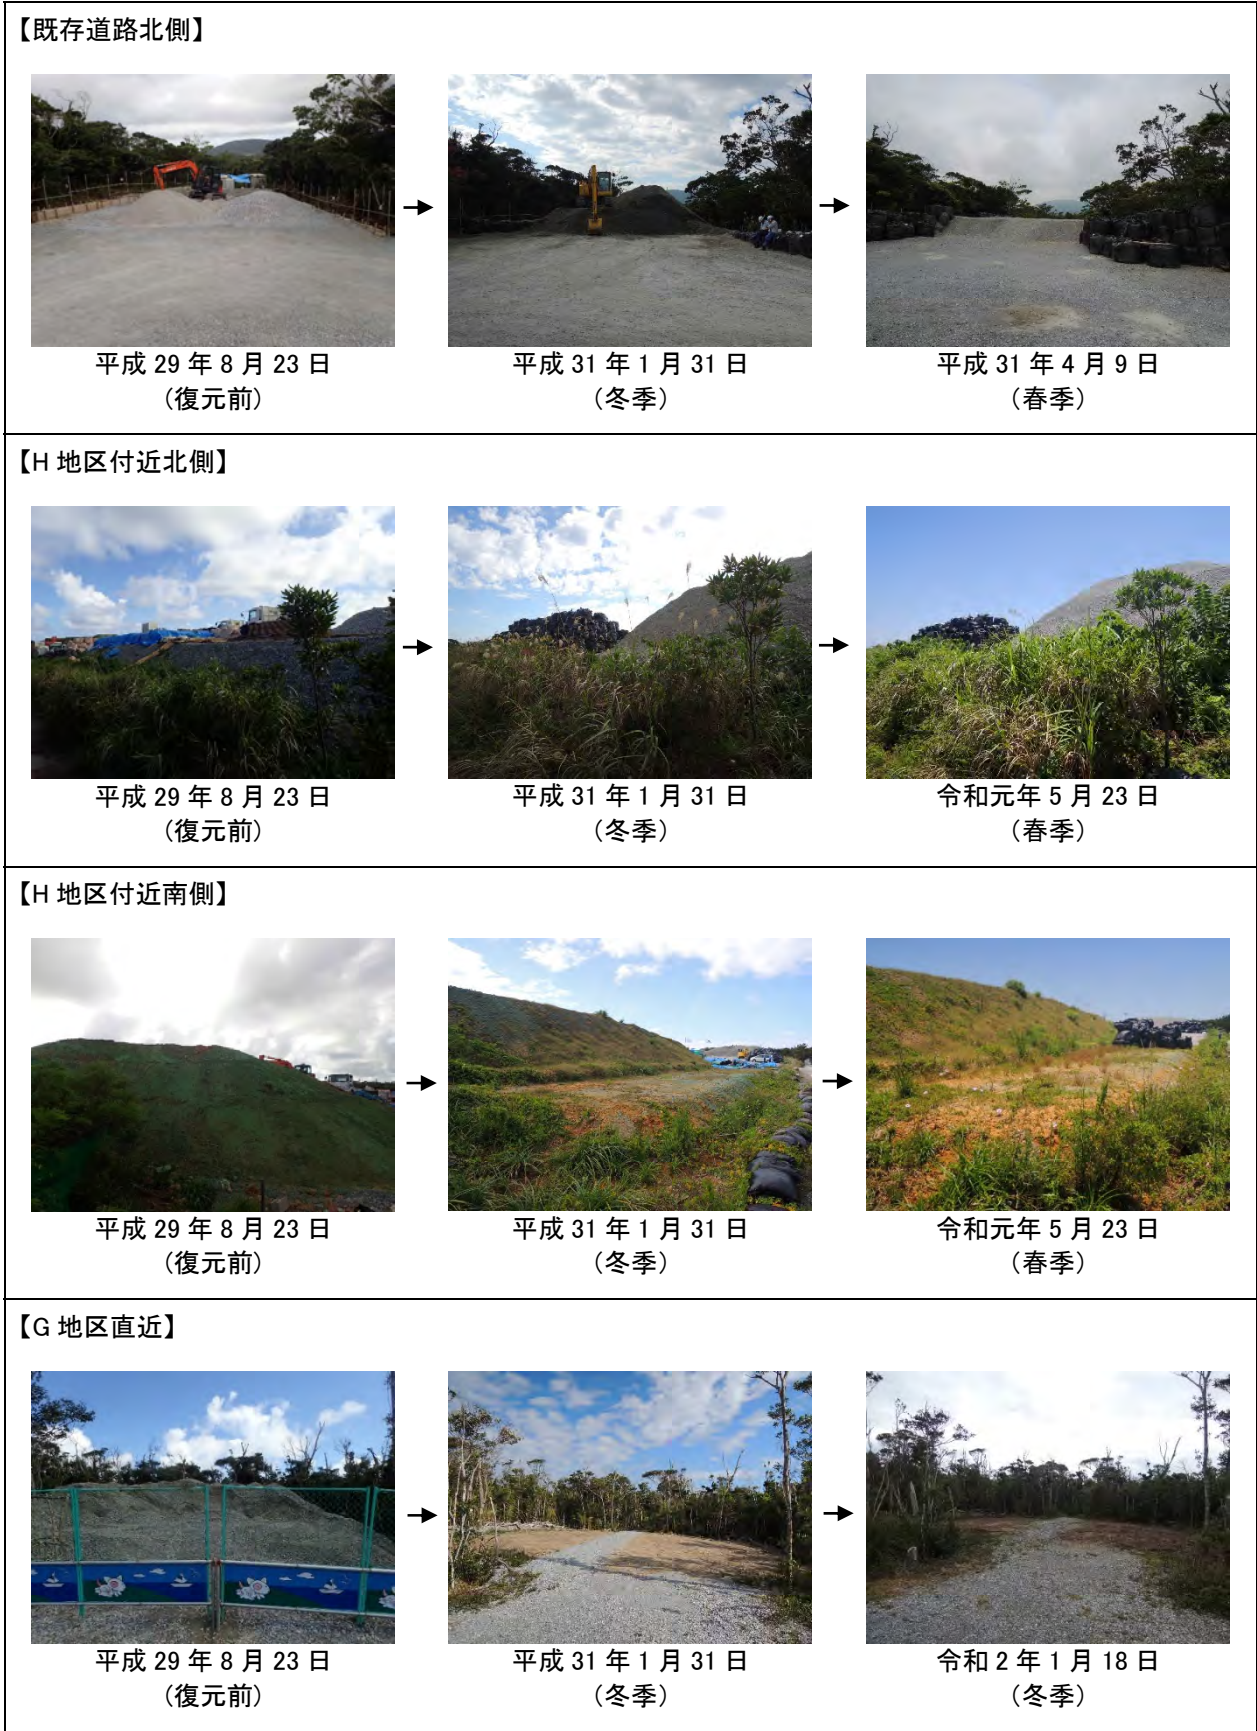 【既存道路北側】
平成 29 年 8 月 23 日
(復元前)
平成 31 年 1 月 31 日
(冬季)
平成 31 年 4 月 9 日
(春季)
【H 地区付近北側】
平成 29 年 8 月 23 日
(復元前)
平成 31 年 1 月 31 日
(冬季)
令和元年 5 月 23 日
(春季)
【H 地区付近南側】
平成 29 年 8 月 23 日
(復元前)
平成 31 年 1 月 31 日
(冬季)
令和元年 5 月 23 日
(春季)
【G 地区直近】
平成 29 年 8 月 23 日
(復元前)
平成 31 年 1 月 31 日
(冬季)
令和 2 年 1 月 18 日
(冬季)